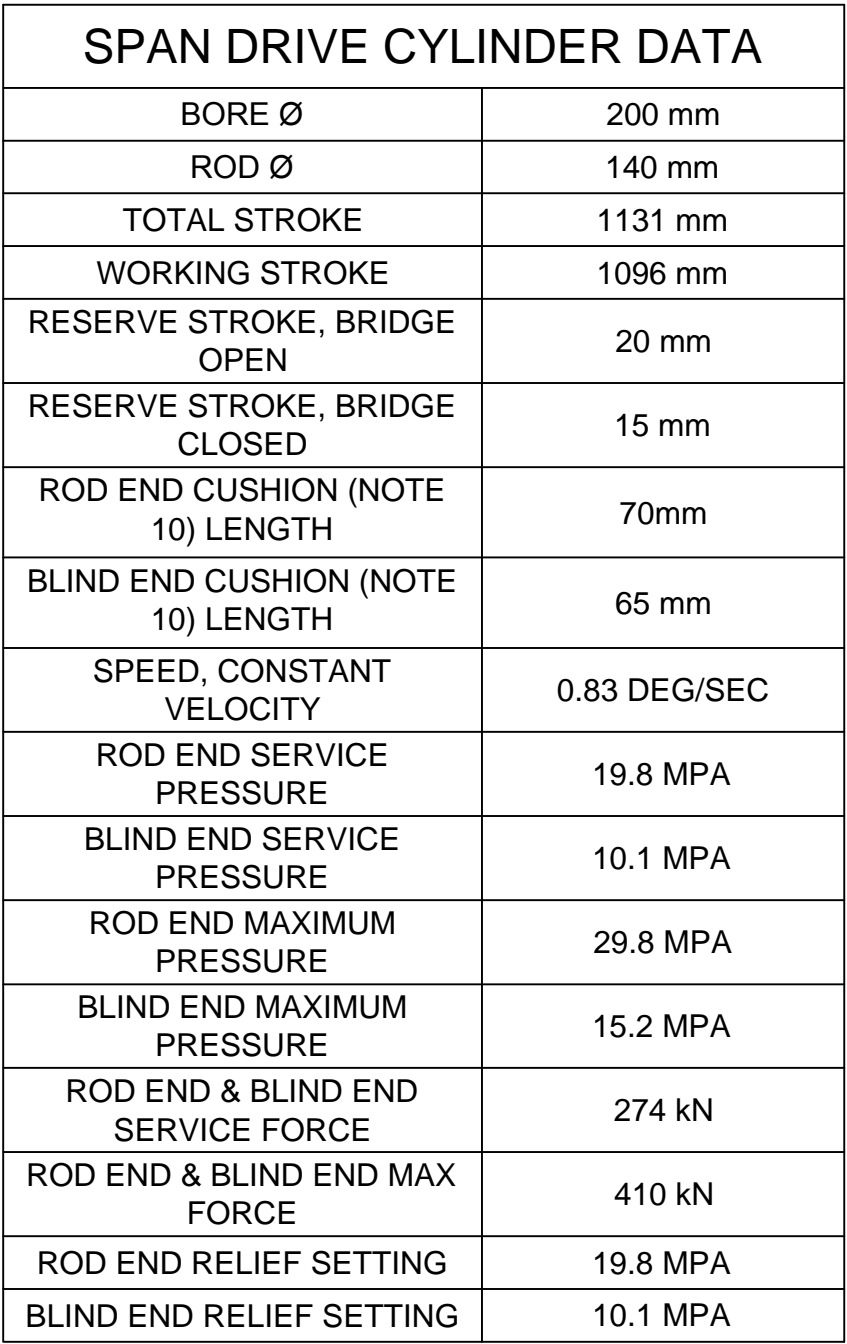 SPAN DRIVE CYLINDER DATA
BORE Ø 200 mm
ROD Ø 140 mm
TOTAL STROKE 1131 mm
WORKING STROKE 1096 mm
RESERVE STROKE, BRIDGE
OPEN 20 mm
RESERVE STROKE, BRIDGE
CLOSED 15 mm
ROD END CUSHION (NOTE
10) LENGTH 70mm
BLIND END CUSHION (NOTE
10) LENGTH 65 mm
SPEED, CONSTANT
VELOCITY 0.83 DEG/SEC
ROD END SERVICE
PRESSURE 19.8 MPA
BLIND END SERVICE
PRESSURE 10.1 MPA
ROD END MAXIMUM
PRESSURE 29.8 MPA
BLIND END MAXIMUM
PRESSURE 15.2 MPA
ROD END & BLIND END
SERVICE FORCE 274 kN
ROD END & BLIND END MAX
FORCE 410 kN
ROD END RELIEF SETTING 19.8 MPA
BLIND END RELIEF SETTING 10.1 MPA